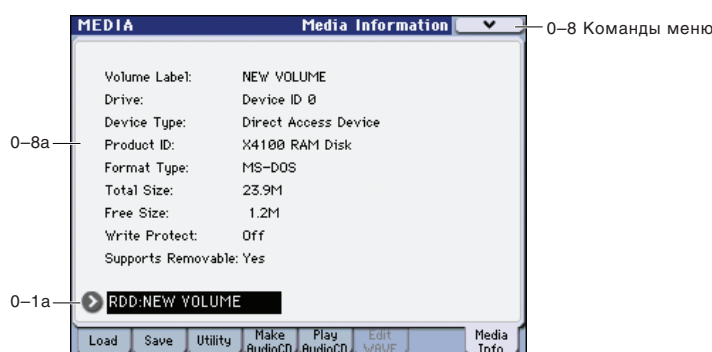 MEDIA Media Information
0–8 Команды меню
Volume Label: NEW VOLUME
Drive: Device ID 0
Device Type: Direct Access Device
0–8a
Product ID: X4100 RAM Disk
Format Type: MS-DOS
Total Size: 23.9M
Free Size: 1.2M
Write Protect: Off
Supports Removable: Yes
0–1a
RDD:NEW VOLUME
Load Save Utility Make AudioCD Play AudioCD Edit WAVE Media Info